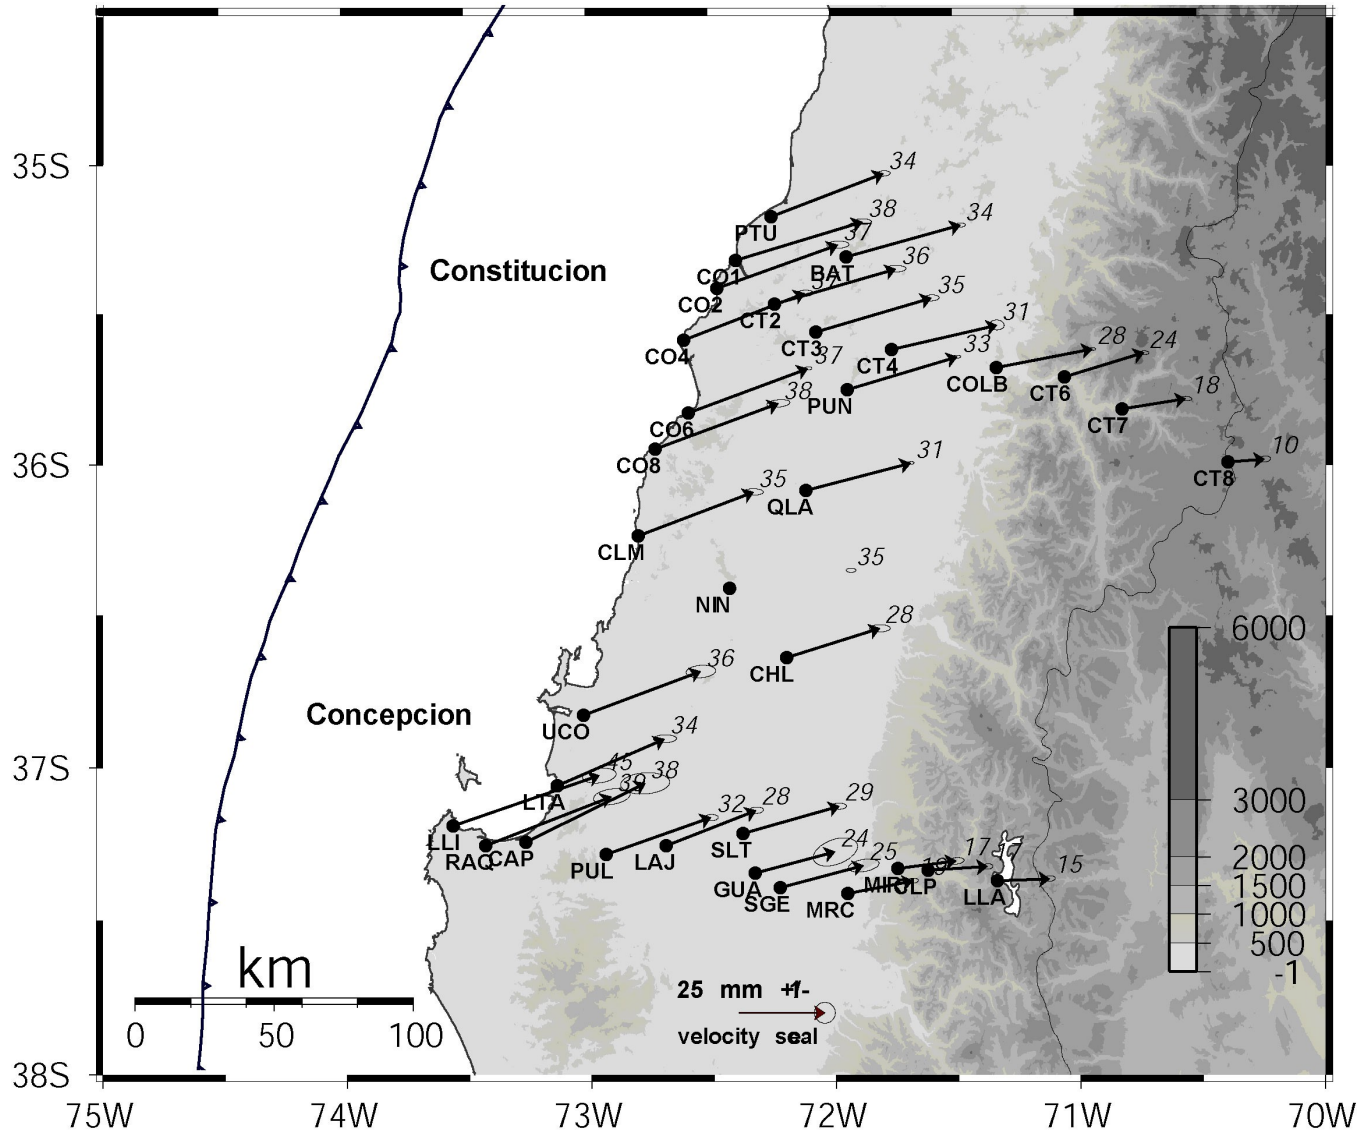 35S
36S
37S
38S
75W
74W
73W
72W
71W
70W
Constitucion
Concepcion
34
PTU
38
CO1
37
CO2
34
BAT
36
CT2
37
CO4
35
CT3
31
CT4
33
PUN
28
COLB
24
CT6
18
CT7
10
CT8
37
CO6
38
CO8
31
QLA
35
CLM
35
NIN
28
CHL
36
UCO
34
LTA
45
LLI
39
RAQ
38
CAP
32
PUL
28
LAJ
29
SLT
24
GUA
25
SGE
MRC
17
15
LLA
6000
3000
2000
1500
1000
500
-1
km
0 50 100
25 mm +/-
velocity seal